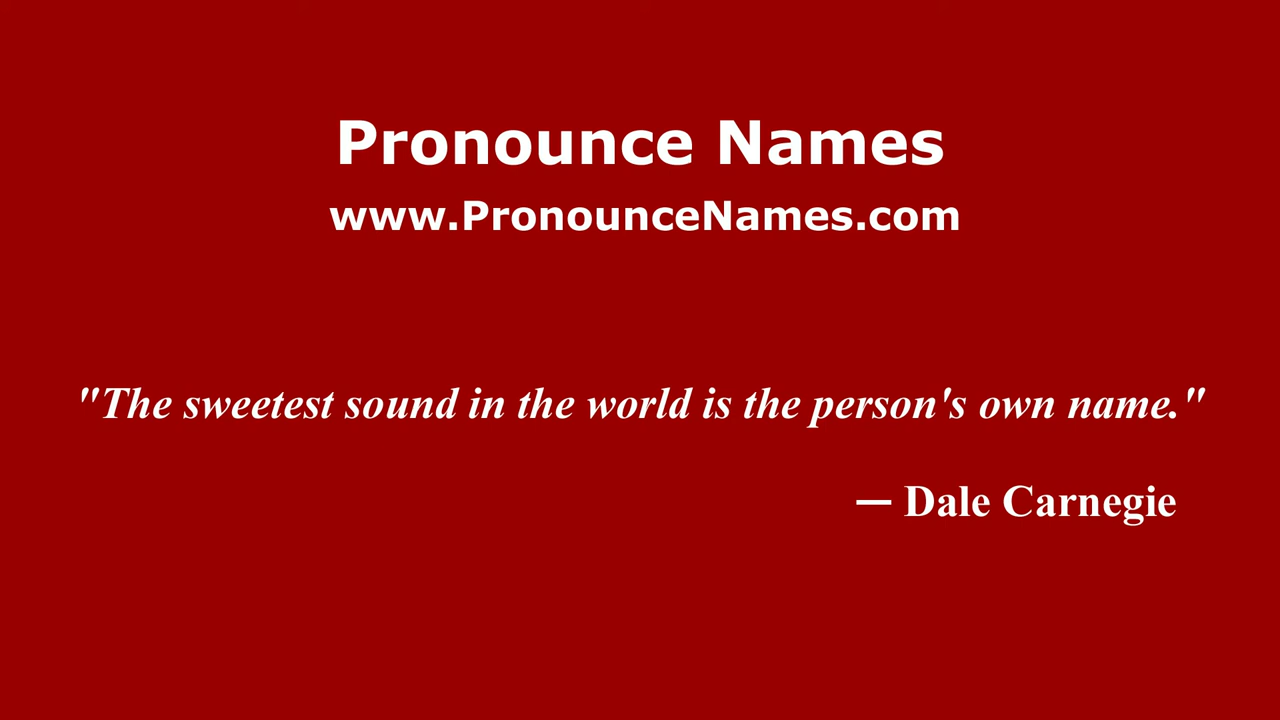 Pronounce Names
www.PronounceNames.com
"The sweetest sound in the world is the person's own name."
— Dale Carnegie